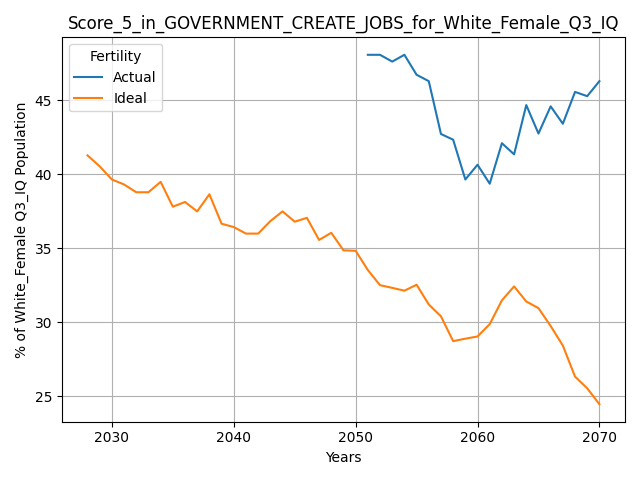 Score_5_in_GOVERNMENT_CREATE_JOBS_for_White_Female_Q3_IQ
Fertility
Actual
Ideal
% of White_Female Q3_IQ Population
45
40
35
30
25
2030 2040 2050 2060 2070
Years